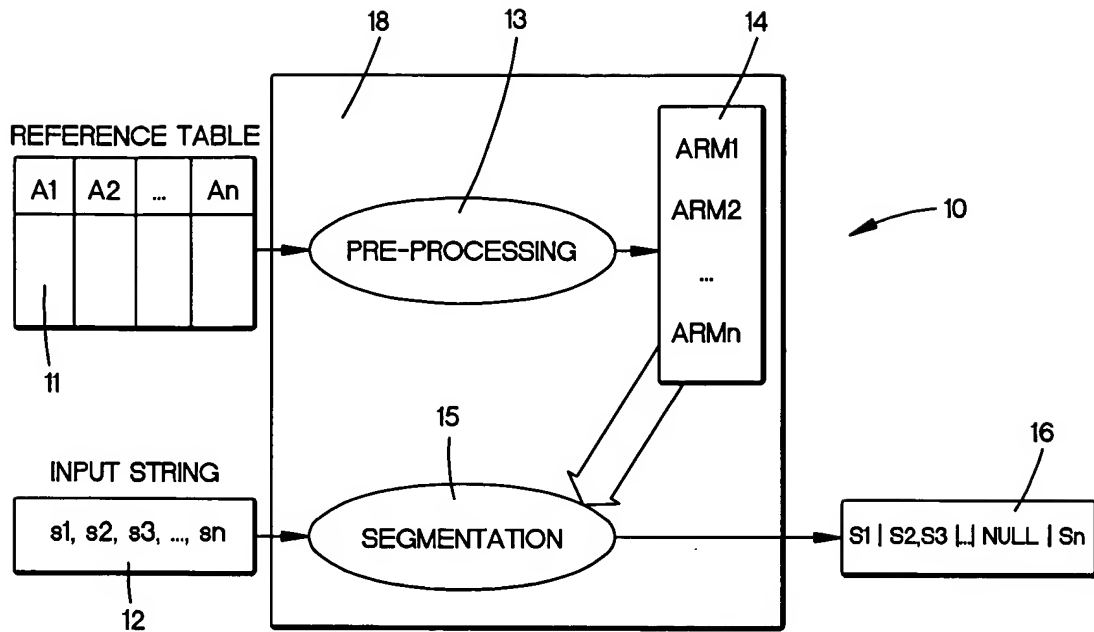 18
13
14
REFERENCE TABLE
A1 A2 ... An
ARM1
ARM2
...
ARMn
10
PRE-PROCESSING
11
15
16
INPUT STRING
s1, s2, s3, ..., sn
SEGMENTATION
S1 | S2,S3 |...| NULL | Sn
12